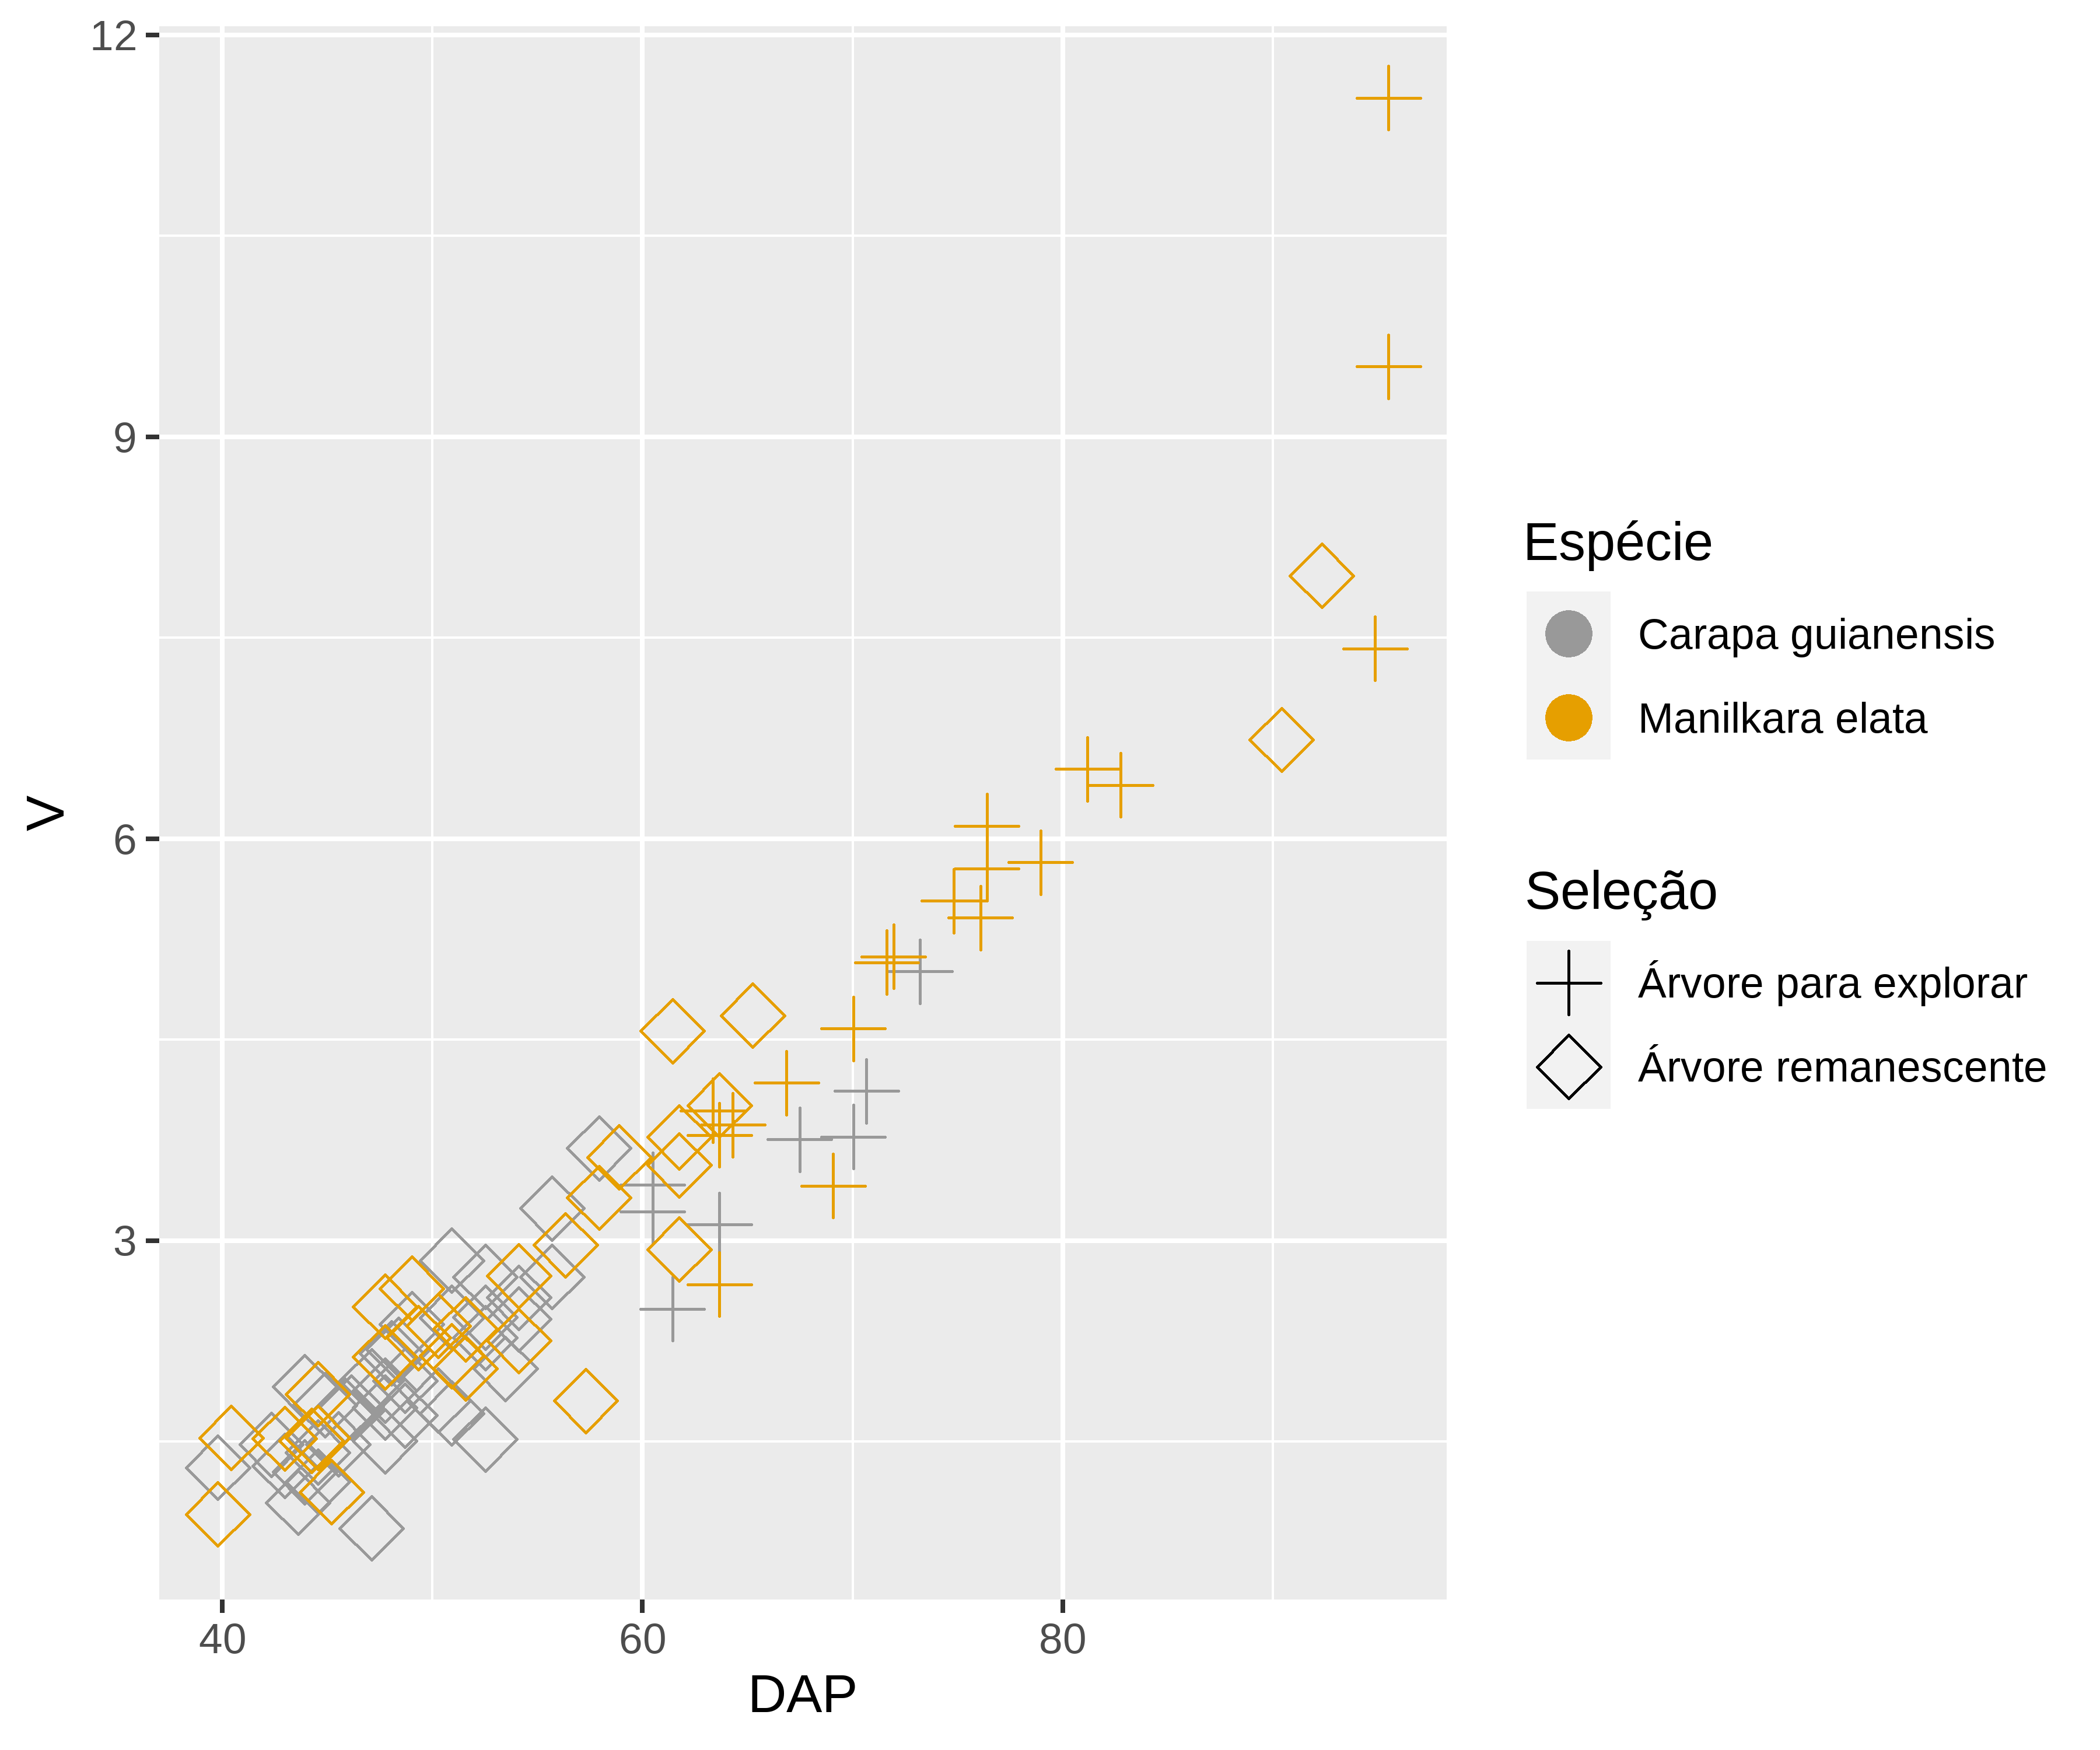 12
9
6
3
V
40
60
80
DAP
Espécie
Carapa guianensis
Manilkara elata
Seleção
Árvore para explorar
Árvore remanescente